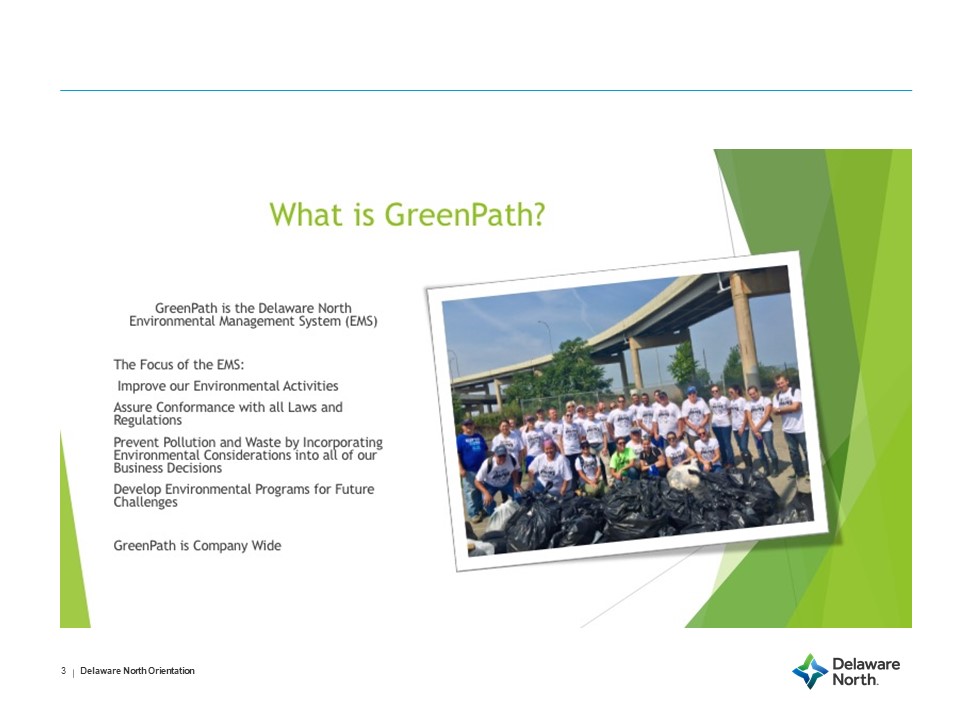 What is GreenPath?
GreenPath is the Delaware North
Environmental Management System (EMS)
The Focus of the EMS:
Improve our Environmental Activities
Assure Conformance with all Laws and
Regulations
Prevent Pollution and Waste by Incorporating
Environmental Considerations into all of our
Business Decisions
Develop Environmental Programs for Future
Challenges
GreenPath is Company Wide
3 | Delaware North Orientation
Delaware
North.